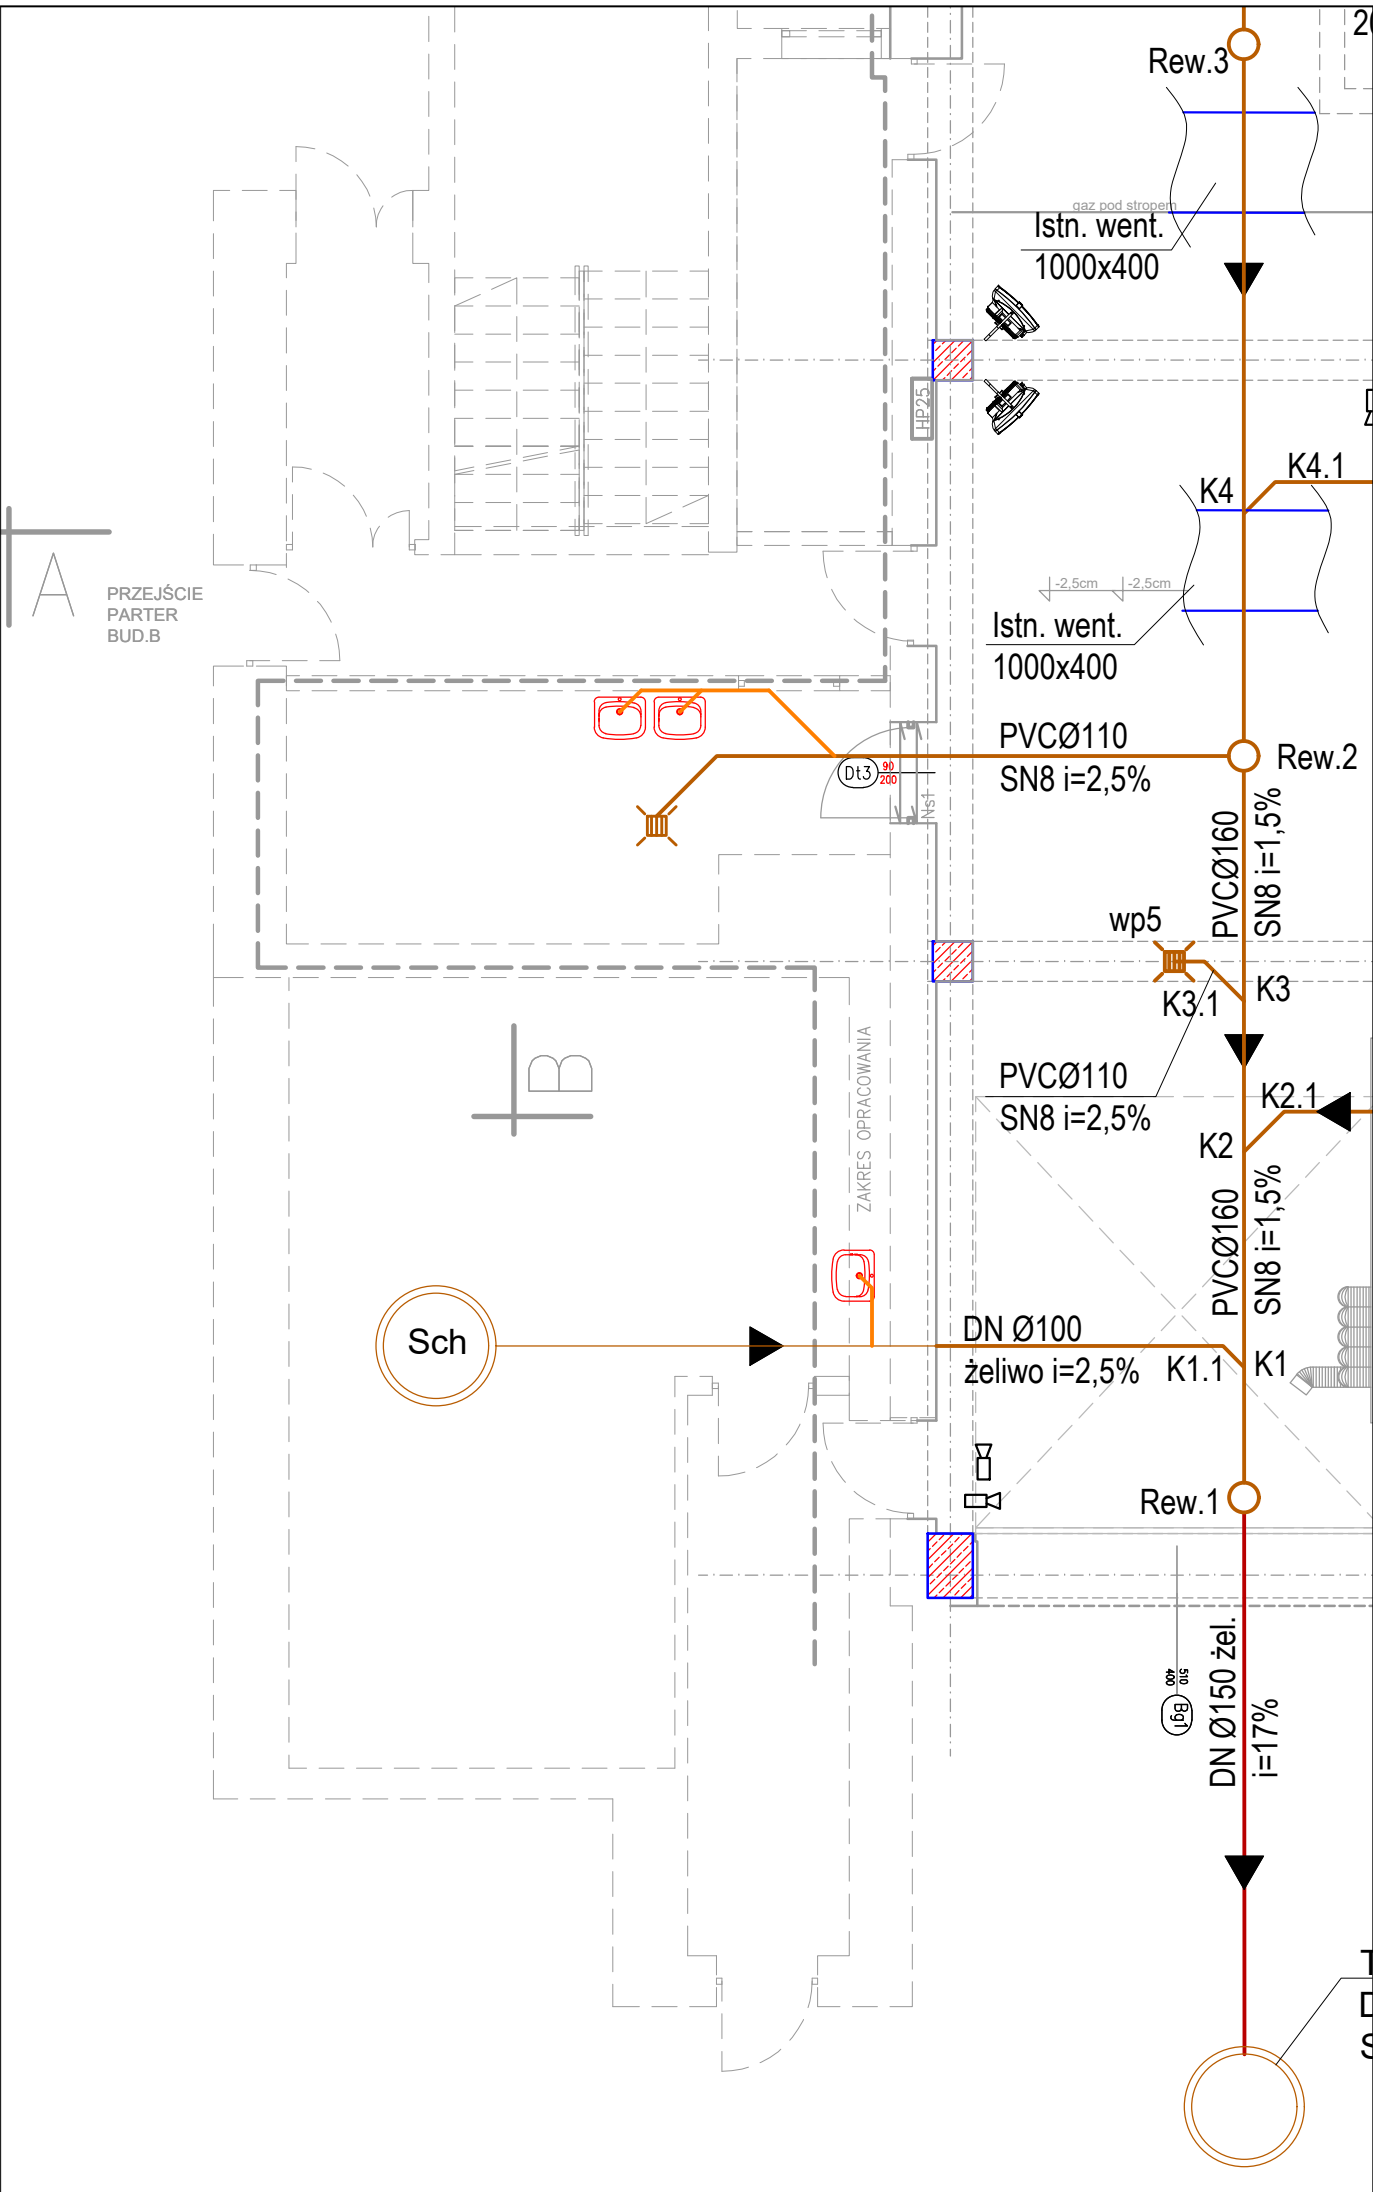 Rew.3
gaz pod stropem
Istn. went.
1000x400
HP25
K4.1
K4
A
PRZEJŚCIE
PARTER
BUD.B
-2,5cm
-2,5cm
Istn. went.
1000x400
PVCØ110
SN8 i=2,5%
Rew.2
Dt3
90
200
Ns1
PVCØ160
SN8 i=1,5%
wp5
K3.1
K3
B
ZAKRES OPRACOWANIA
PVCØ110
SN8 i=2,5%
K2.1
K2
PVCØ160
SN8 i=1,5%
Sch
DN Ø100
żeliwo i=2,5%
K1.1
K1
Rew.1
510
400
Bg1
DN Ø150 żel.
i=17%